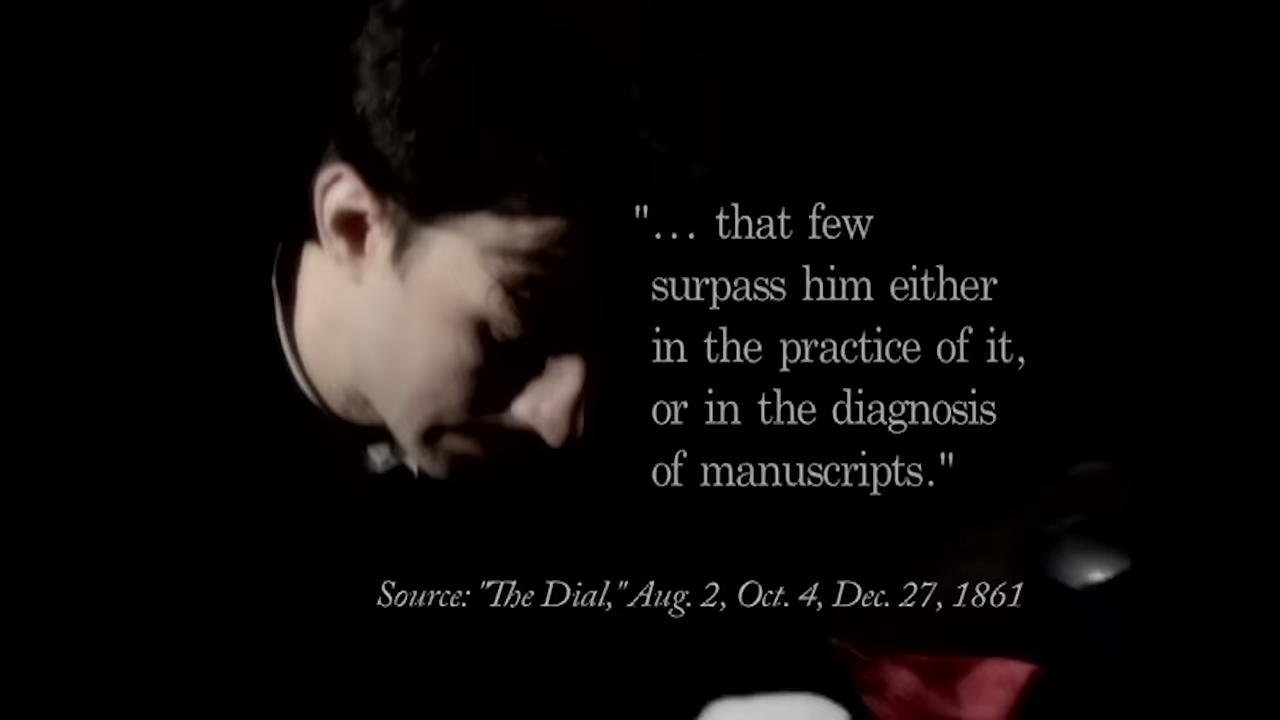 "... that few
surpass him either
in the practice of it,
or in the diagnosis
of manuscripts."
Source: "The Dial," Aug. 2, Oct. 4, Dec. 27, 1861